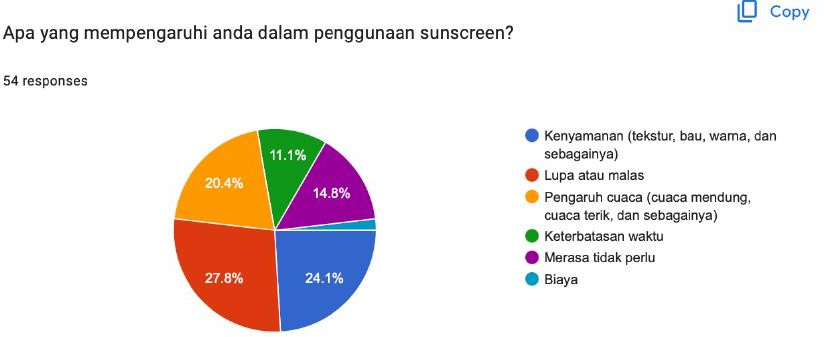 Copy
Apa yang mempengaruhi anda dalam penggunaan sunscreen?
54 responses
11.1%
20.4%
14.8%
27.8%
24.1%
Kenyamanan (tekstur, bau, warna, dan
sebagainya)
Lupa atau malas
Pengaruh cuaca (cuaca mendung,
cuaca terik, dan sebagainya)
Keterbatasan waktu
Merasa tidak perlu
Biaya